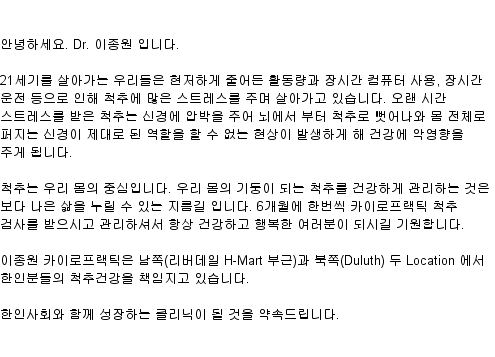 안녕하세요. Dr. 이종원 입니다.
21세기를 살아가는 우리들은 현저하게 줄어든 활동량과 장시간 컴퓨터 사용, 장시간
운전 등으로 인해 척추에 많은 스트레스를 주며 살아가고 있습니다. 오랜 시간
스트레스를 받은 척추는 신경에 압박을 주어 뇌에서 부터 척추로 뻗어나와 몸 전체로
퍼지는 신경이 제대로 된 역할을 할 수 없는 현상이 발생하게 해 건강에 악영향을
주게 됩니다.
척추는 우리 몸의 중심입니다. 우리 몸의 기둥이 되는 척추를 건강하게 관리하는 것은
보다 나은 삶을 누릴 수 있는 지름길 입니다. 6개월에 한번씩 카이로프랙틱 척추
검사를 받으시고 관리하셔서 항상 건강하고 행복한 여러분이 되시길 기원합니다.
이종원 카이로프랙틱은 남쪽(리버데일 H-Mart 부근)과 북쪽(Duluth) 두 Location 에서
한인분들의 척추건강을 책임지고 있습니다.
한인사회와 함께 성장하는 클리닉이 될 것을 약속드립니다.